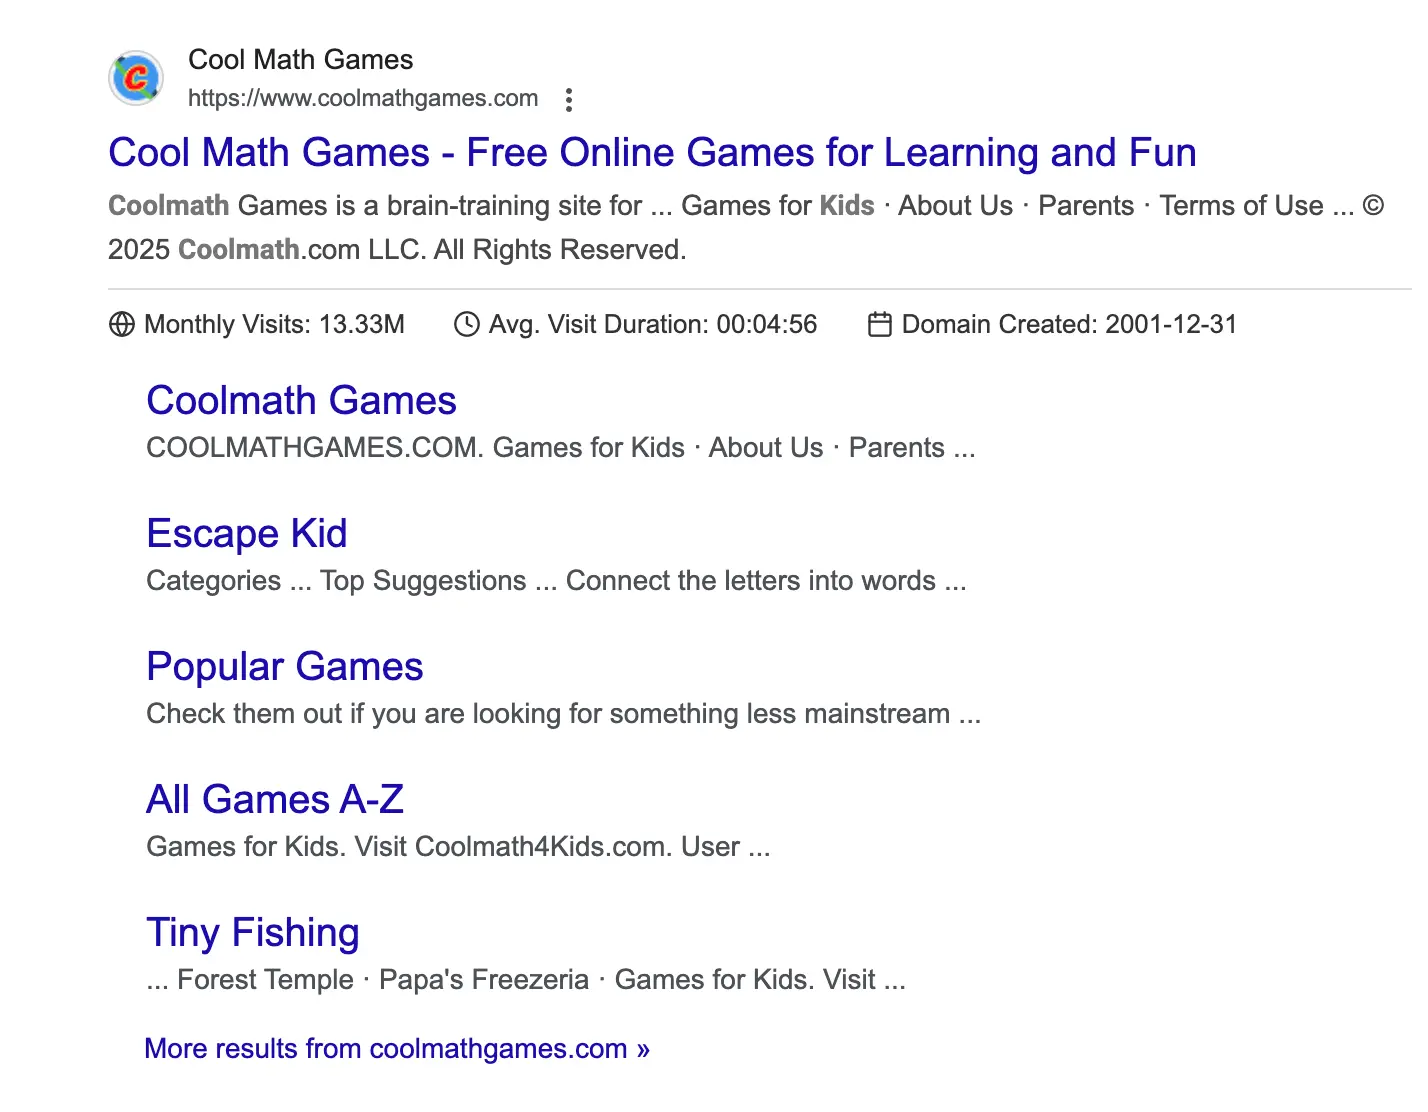 Cool Math Games
https://www.coolmathgames.com
Cool Math Games - Free Online Games for Learning and Fun
Coolmath Games is a brain-training site for ... Games for Kids · About Us · Parents · Terms of Use ... ©
2025 Coolmath.com LLC. All Rights Reserved.
Monthly Visits: 13.33M Avg. Visit Duration: 00:04:56 Domain Created: 2001-12-31
Coolmath Games
COOLMATHGAMES.COM. Games for Kids · About Us · Parents ...
Escape Kid
Categories ... Top Suggestions ... Connect the letters into words ...
Popular Games
Check them out if you are looking for something less mainstream ...
All Games A-Z
Games for Kids. Visit Coolmath4Kids.com. User ...
Tiny Fishing
... Forest Temple · Papa's Freezeria · Games for Kids. Visit ...
More results from coolmathgames.com »